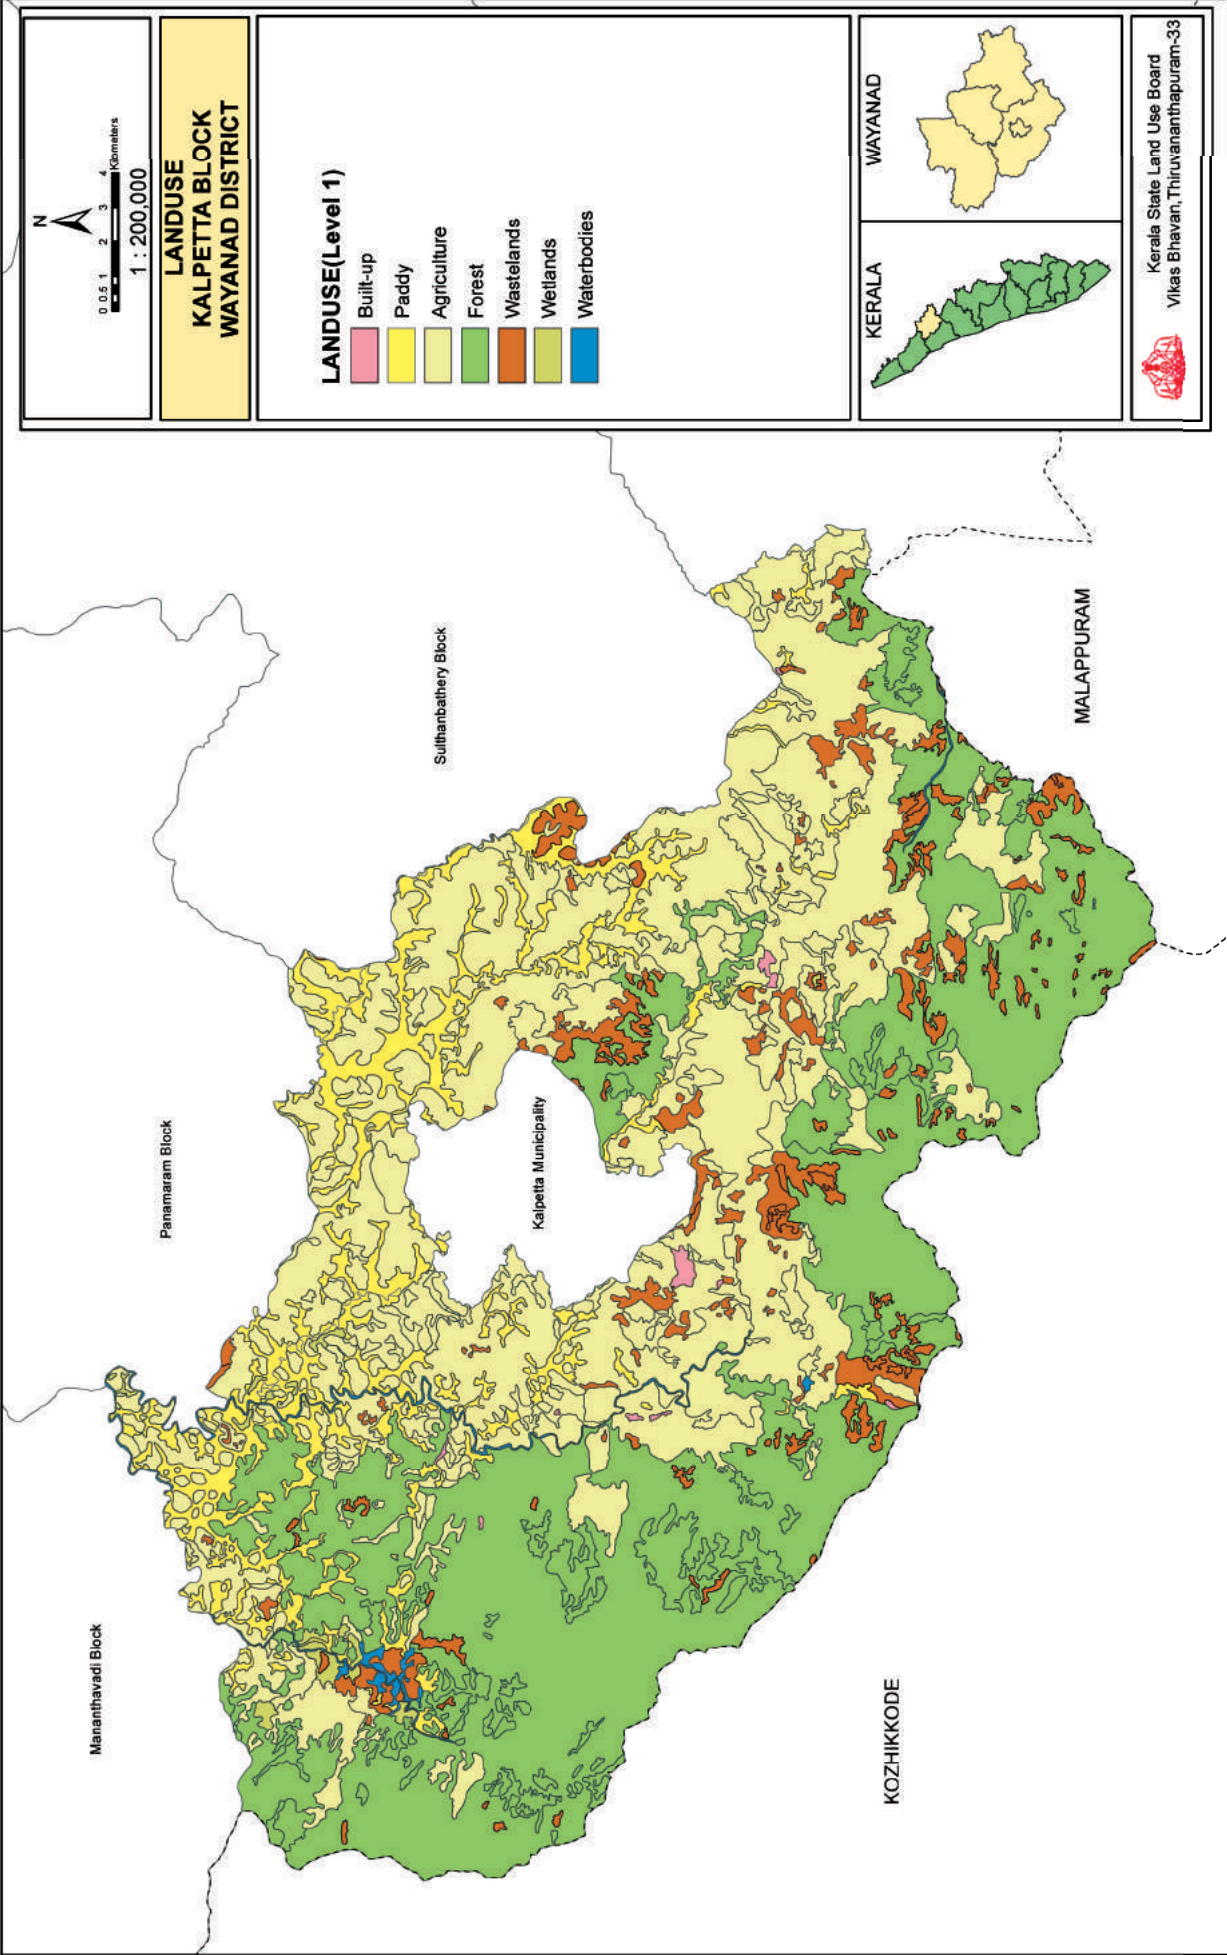 N
0 0.5 1 2 3 4
Kilometers
1 : 200,000
LANDUSE
KALPETTA BLOCK
WAYANAD DISTRICT
LANDUSE(Level 1)
Built-up
Paddy
Agriculture
Forest
Wastelands
Wetlands
Waterbodies
KERALA
WAYANAD
Kerala State Land Use Board
Vikas Bhavan,Thiruvananthapuram-33
Mananthavadi Block
Panamaram Block
Sulthanbathery Block
Kalpetta Municipality
KOZHIKKODE
MALAPPURAM